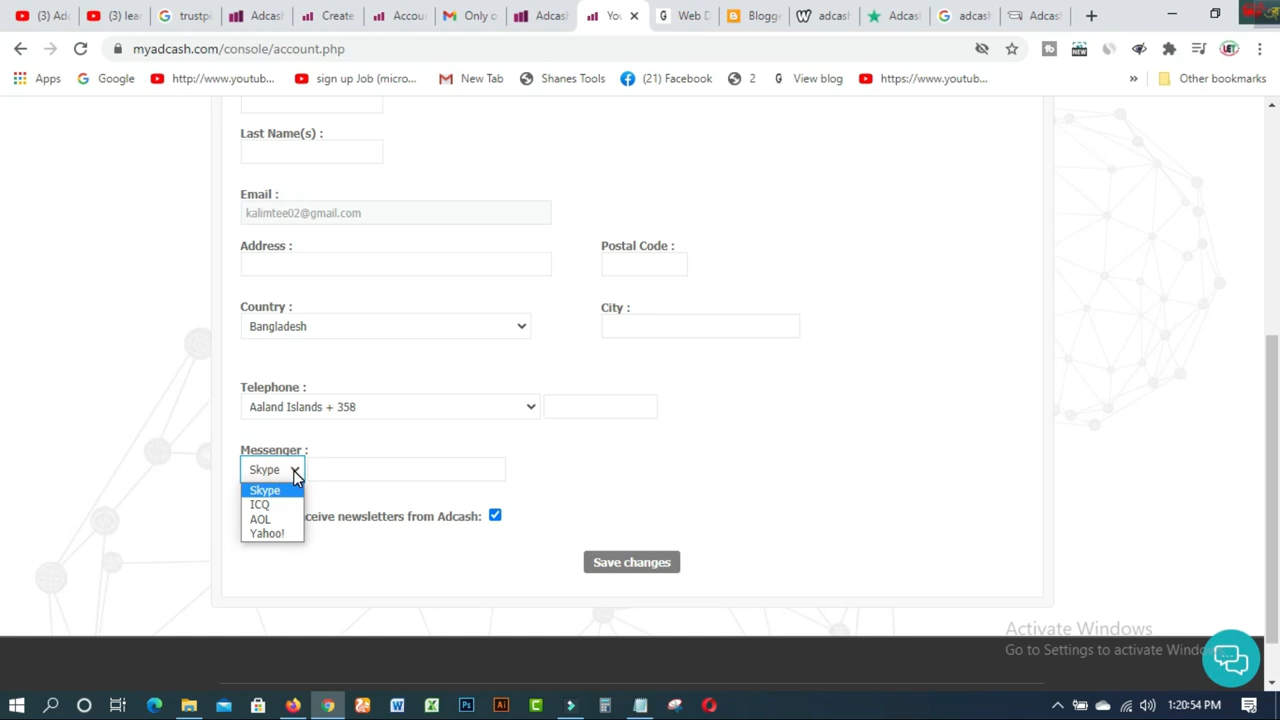 (3) Ad
(3) lea
trustpi
Adcas
Create
Accou
Only o
Adcas
You
Web D
Blogge
adcas
Adcas
adcas
Adcas
myadcash.com/console/account.php
Apps
Google
http://www.youtub...
sign up Job (micro...
New Tab
Shanes Tools
(21) Facebook
2
View blog
https://www.youtub...
»
Other bookmarks
Last Name(s) :
Email :
kalimtee02@gmail.com
Address :
Postal Code :
Country :
City :
Bangladesh
Telephone :
Aaland Islands + 358
Messenger :
Skype
Skype
ICQ
AOL
Yahoo!
ceive newsletters from Adcash:
Save changes
Activate Windows
Go to Settings to activate Windows.
1:20:54 PM